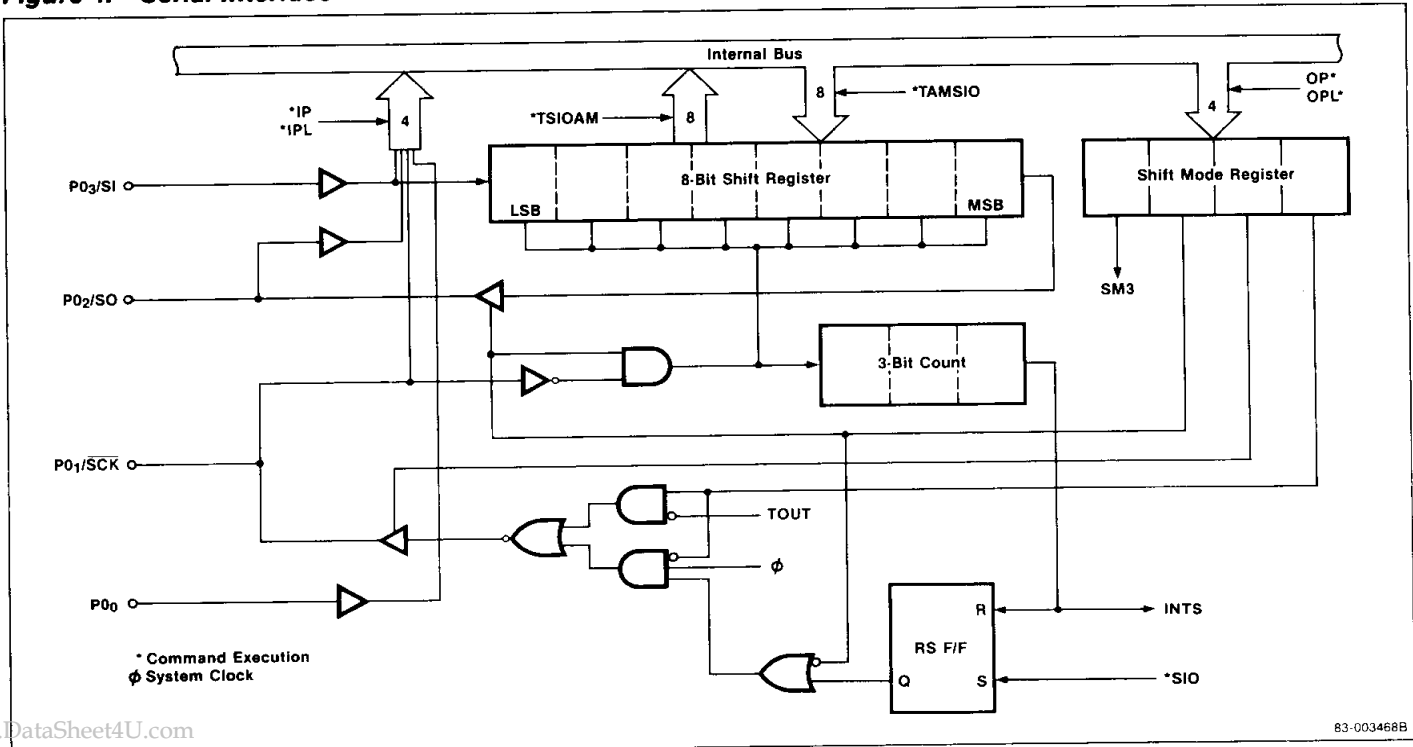 Internal Bus
*IP
*IPL
4
*TSIOAM
8
8
*TAMSIO
4
OP*
OPL*
P03/SI
8-Bit Shift Register
LSB
MSB
Shift Mode Register
SM3
P02/SO
3-Bit Count
P01/SCK
TOUT
ϕ
P00
R
INTS
RS F/F
Q
S
*SIO
* Command Execution
ϕ System Clock
DataSheet4U.com
83-003468B